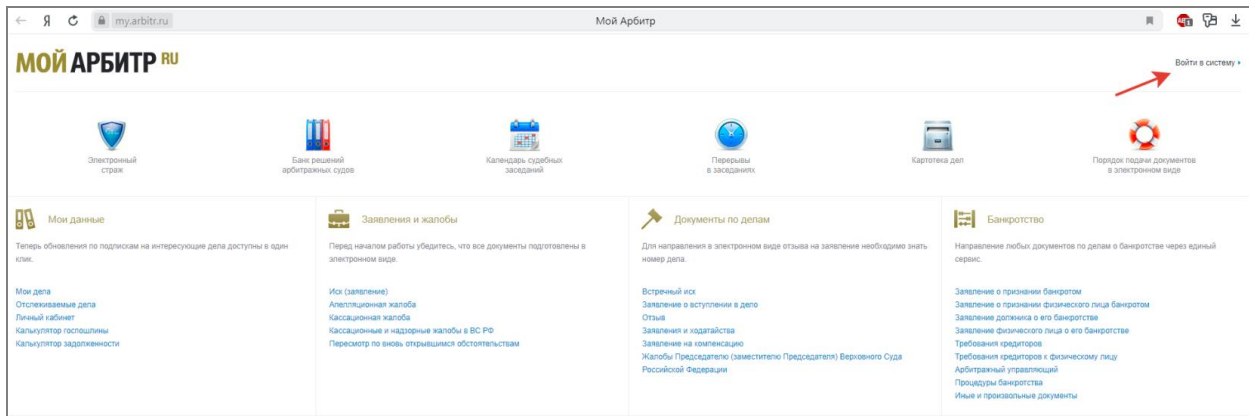 my.arbitr.ru
Мой Арбитр
МОЙ АРБИТР RU
Войти в систему
Электронный
страж
Банк решений
арбитражных судов
Календарь судебных
заседаний
Перерывы
в заседаниях
Картотека дел
Порядок подачи документов
в электронном виде
Мои данные
Теперь обновления по подпискам на интересующие дела доступны в один
клик.
Мои дела
Отслеживаемые дела
Личный кабинет
Калькулятор госпошлины
Калькулятор задолженности
Заявления и жалобы
Перед началом работы убедитесь, что все документы подготовлены в
электронном виде.
Иск (заявление)
Апелляционная жалоба
Кассационная жалоба
Кассационные и надзорные жалобы в ВС РФ
Пересмотр по вновь открывшимся обстоятельствам
Документы по делам
Для направления в электронном виде отзыва на заявление необходимо знать
номер дела.
Встречный иск
Заявление о вступлении в дело
Отзыв
Заявления и ходатайства
Заявление на компенсацию
Жалобы Председателю (заместителю Председателя) Верховного Суда
Российской Федерации
Банкротство
Направление любых документов по делам о банкротстве через единый
сервис.
Заявление о признании банкротом
Заявление о признании физического лица банкротом
Заявление должника о его банкротстве
Заявление физического лица о его банкротстве
Требования кредиторов
Требования кредиторов к физическому лицу
Арбитражный управляющий
Процедуры банкротства
Иные и произвольные документы